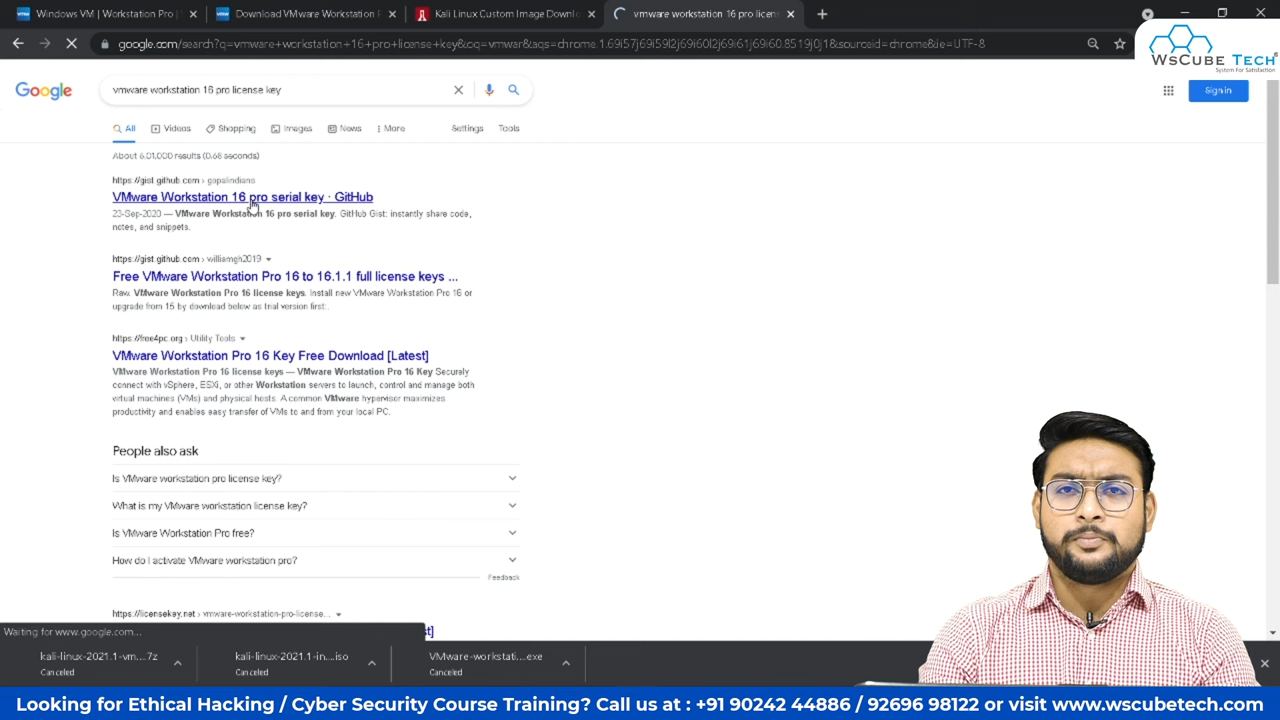 Windows VM | Workstation Pro |
Download VMware Workstation P
Kali Linux Custom Image Downl
vmware workstation 16 pro licen
google.com/search?q=vmware+workstation+16+pro+license+key&aqs=chrome.1.69i57j69i59l2j69i60l2j69i61j69i60.8519j0j1&sourceid=chrome&ie=UTF-8
WsCube Tech
System For Satisfaction
Google
vmware workstation 16 pro license key
Sign in
All Videos Shopping Images News More Settings Tools
About 6,01,000 results (0.66 seconds)
https://gist.github.com › gopalindians
VMware Workstation 16 pro serial key · GitHub
23-Sep-2020 — VMware Workstation 16 pro serial key. GitHub Gist: instantly share code,
notes, and snippets.
https://gist.github.com › williamgh2019
Free VMware Workstation Pro 16 to 16.1.1 full license keys ...
Raw. VMware Workstation Pro 16 license keys. Install new VMware Workstation Pro 16 or
upgrade from 15 by download below as trial version first:.
https://free4pc.org › Utility Tools
VMware Workstation Pro 16 Key Free Download [Latest]
VMware Workstation Pro 16 license keys — VMware Workstation Pro 16 Key Securely
connect with vSphere, ESXi, or other Workstation servers to launch, control and manage both
virtual machines (VMs) and physical hosts. A common VMware hypervisor maximizes
productivity and enables easy transfer of VMs to and from your local PC.
People also ask
Is VMware workstation pro license key?
What is my VMware workstation license key?
Is VMware Workstation Pro free?
How do I activate VMware workstation pro?
Feedback
https://licensekey.net › vmware-workstation-pro-license...
Waiting for www.google.com...
kali-linux-2021.1-vm....7z
Canceled
kali-linux-2021.1-in....iso
Canceled
VMware-workstati....exe
Canceled
Looking for Ethical Hacking / Cyber Security Course Training? Call us at : +91 90242 44886 / 92696 98122 or visit www.wscubetech.com